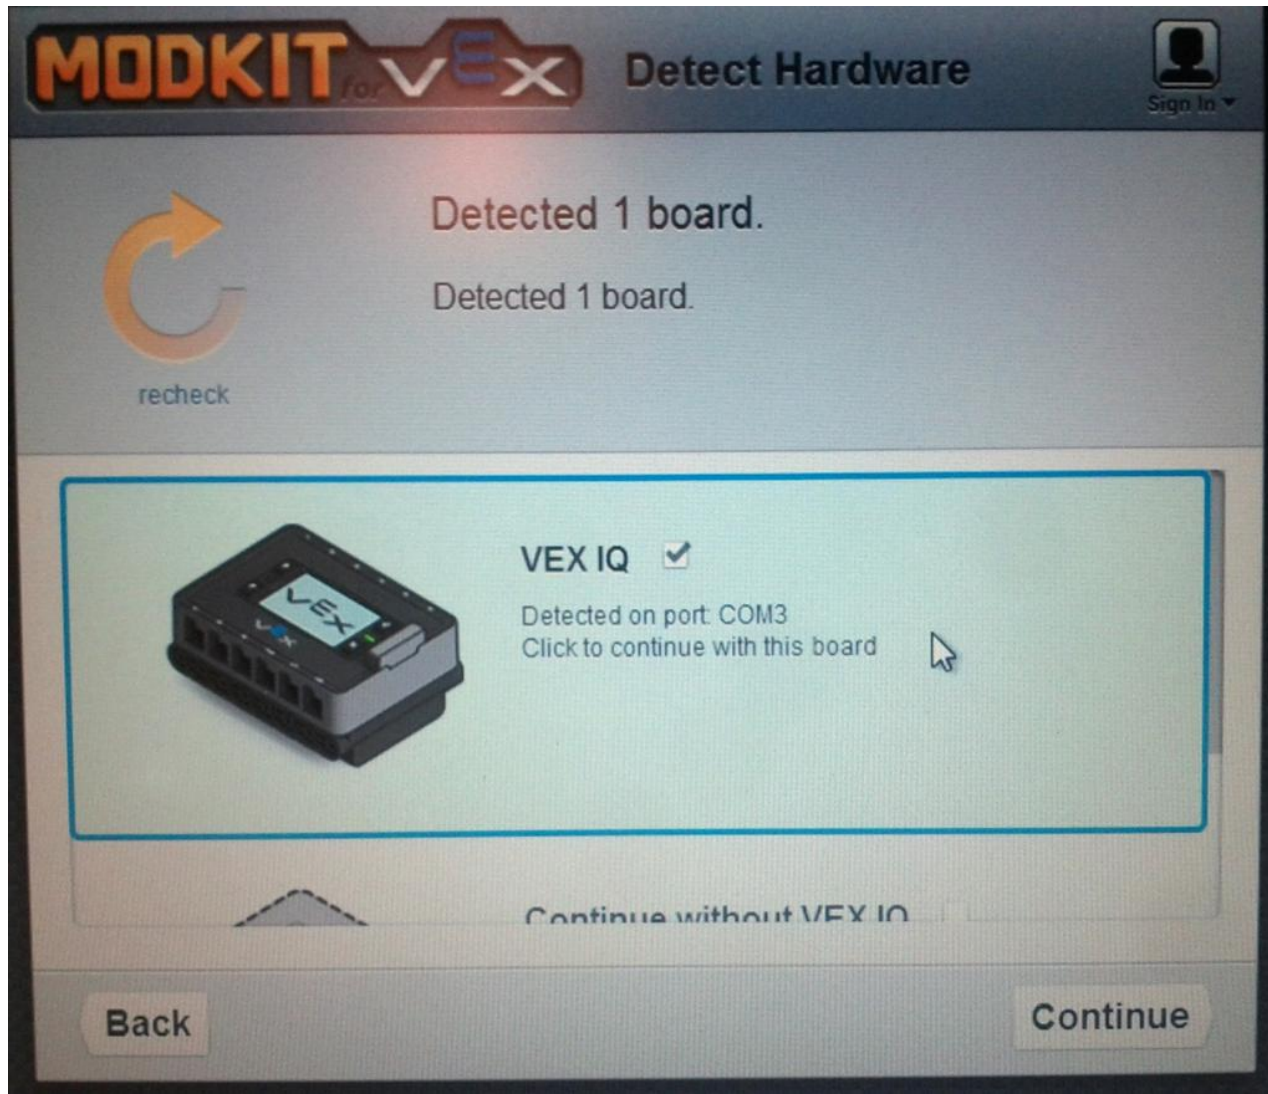 MODKIT for VEX Detect Hardware
Sign In
Detected 1 board.
Detected 1 board.
recheck
VEX IQ
Detected on port: COM3
Click to continue with this board
VEX
VEX
Continue without VEX IQ
Back
Continue